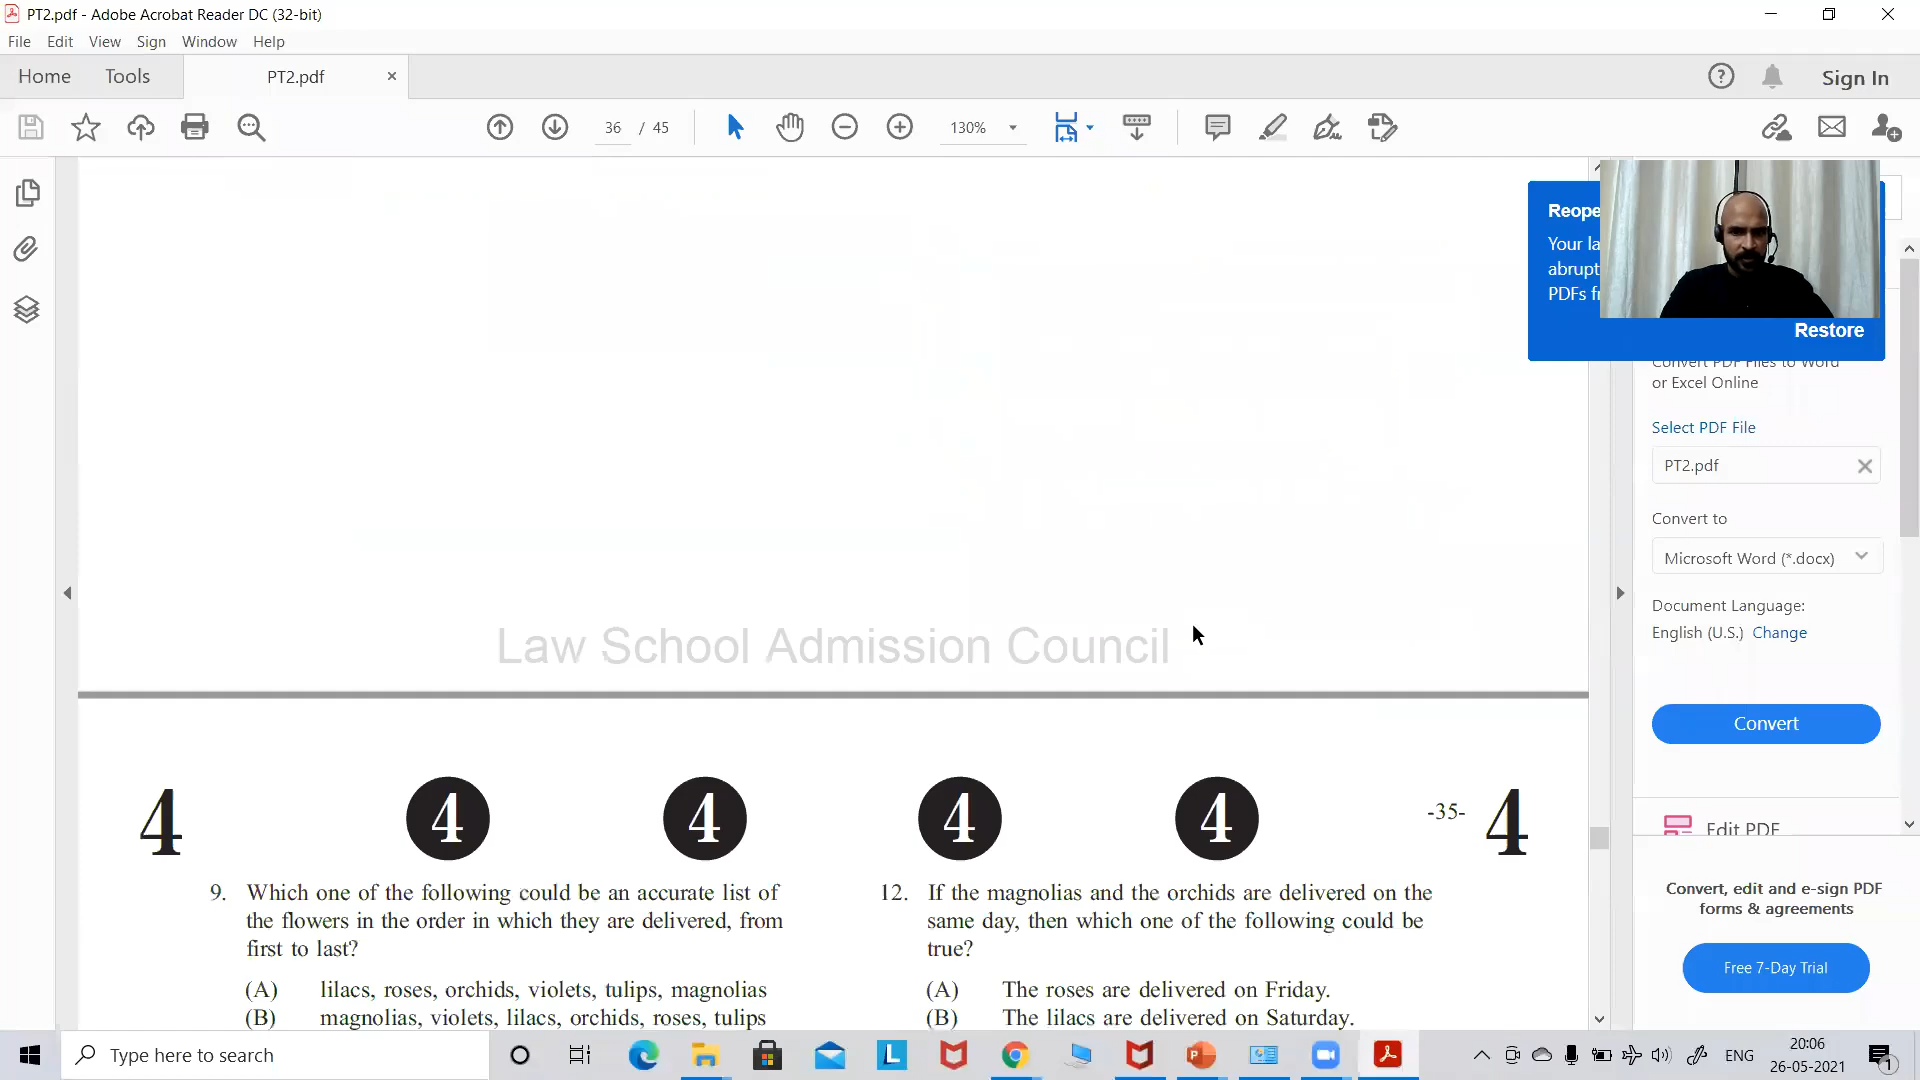 PT2.pdf - Adobe Acrobat Reader DC (32-bit)
File Edit View Sign Window Help
Home Tools PT2.pdf × Sign In
36 / 45 130%
Reope
Your la
abrupt
PDFs fr
Restore
Convert PDF Files to Word
or Excel Online
Select PDF File
PT2.pdf
Convert to
Microsoft Word (*.docx)
Document Language:
English (U.S.) Change
Convert
Edit PDF
Convert, edit and e-sign PDF
forms & agreements
Free 7-Day Trial
Law School Admission Council
4 4 4 4 4 -35- 4
9. Which one of the following could be an accurate list of
the flowers in the order in which they are delivered, from
first to last?
(A) lilacs, roses, orchids, violets, tulips, magnolias
(B) magnolias, violets, lilacs, orchids, roses, tulips
12. If the magnolias and the orchids are delivered on the
same day, then which one of the following could be
true?
(A) The roses are delivered on Friday.
(B) The lilacs are delivered on Saturday.
Type here to search
ENG
20:06
26-05-2021
1